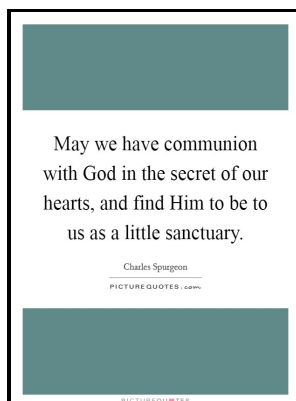 May we have communion
with God in the secret of our
hearts, and find Him to be to
us as a little sanctuary.
Charles Spurgeon
PICTUREQUOTES.com
PICTUREQUOTES